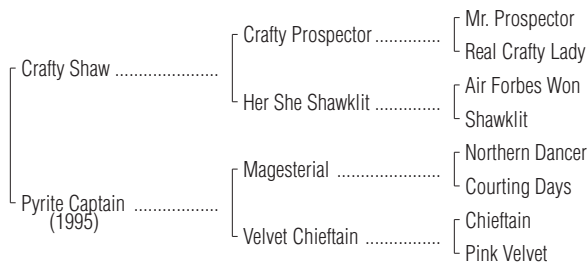 Mr. Prospector
Crafty Prospector ..............
Real Crafty Lady
Crafty Shaw ......................
Air Forbes Won
Her She Shawklit ..............
Shawklit
Northern Dancer
Magesterial ......................
Courting Days
Pyrite Captain ..................
(1995)
Chieftain
Velvet Chieftain ................
Pink Velvet